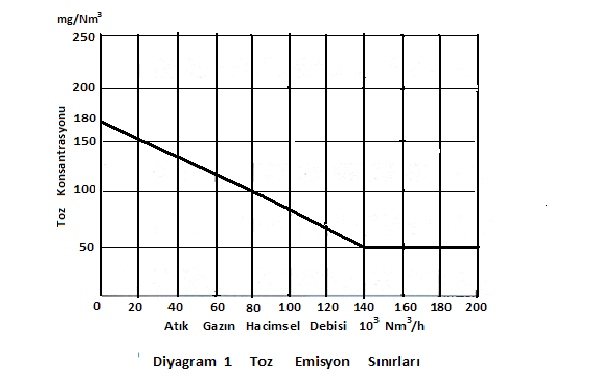 mg/Nm³
250
200
180
150
100
50
Toz Konsantrasyonu
0 20 40 60 80 100 120 140 160 180 200
Atık Gazın Hacimsel Debisi 10³ Nm³/h
Diyagram 1 Toz Emisyon Sınırları